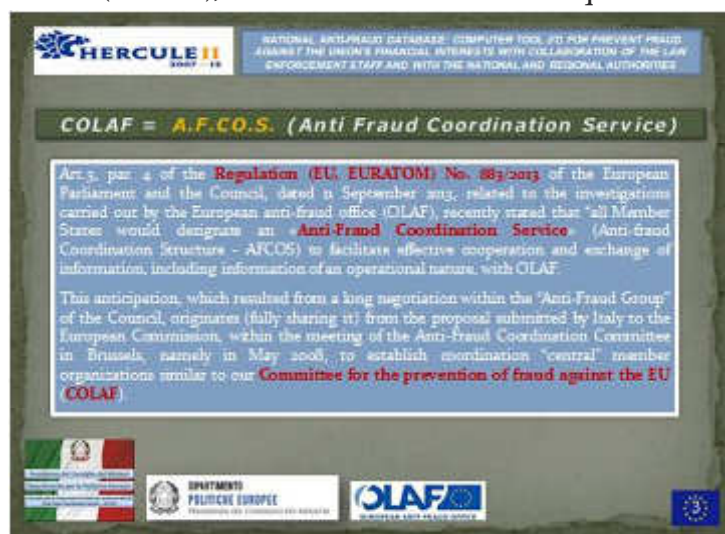 HERCULE II
2007 - 13
NATIONAL ANTI-FRAUD DATABASE: COMPUTER TOOL I/O FOR PREVENT FRAUD
AGAINST THE UNION'S FINANCIAL INTERESTS WITH COLLABORATION OF THE LAW
ENFORCEMENT STAFF AND WITH THE NATIONAL AND REGIONAL AUTHORITIES
COLAF = A.F.CO.S. (Anti Fraud Coordination Service)
Art.3, par. 4 of the Regulation (EU, EURATOM) No. 883/2013 of the European
Parliament and the Council, dated 11 September 2013, related to the investigations
carried out by the European anti-fraud office (OLAF), recently stated that "all Member
States would designate an «Anti-Fraud Coordination Service» (Anti-fraud
Coordination Structure - AFCOS) to facilitate effective cooperation and exchange of
information, including information of an operational nature, with OLAF.
This anticipation, which resulted from a long negotiation within the "Anti-Fraud Group"
of the Council, originates (fully sharing it) from the proposal submitted by Italy to the
European Commission, within the meeting of the Anti-Fraud Coordination Committee
in Brussels, namely in May 2008, to establish coordination "central" member
organizations similar to our Committee for the prevention of fraud against the EU
(COLAF)
DIPARTIMENTO
POLITICHE EUROPEE
OLAF
EUROPEAN ANTI-FRAUD OFFICE
3